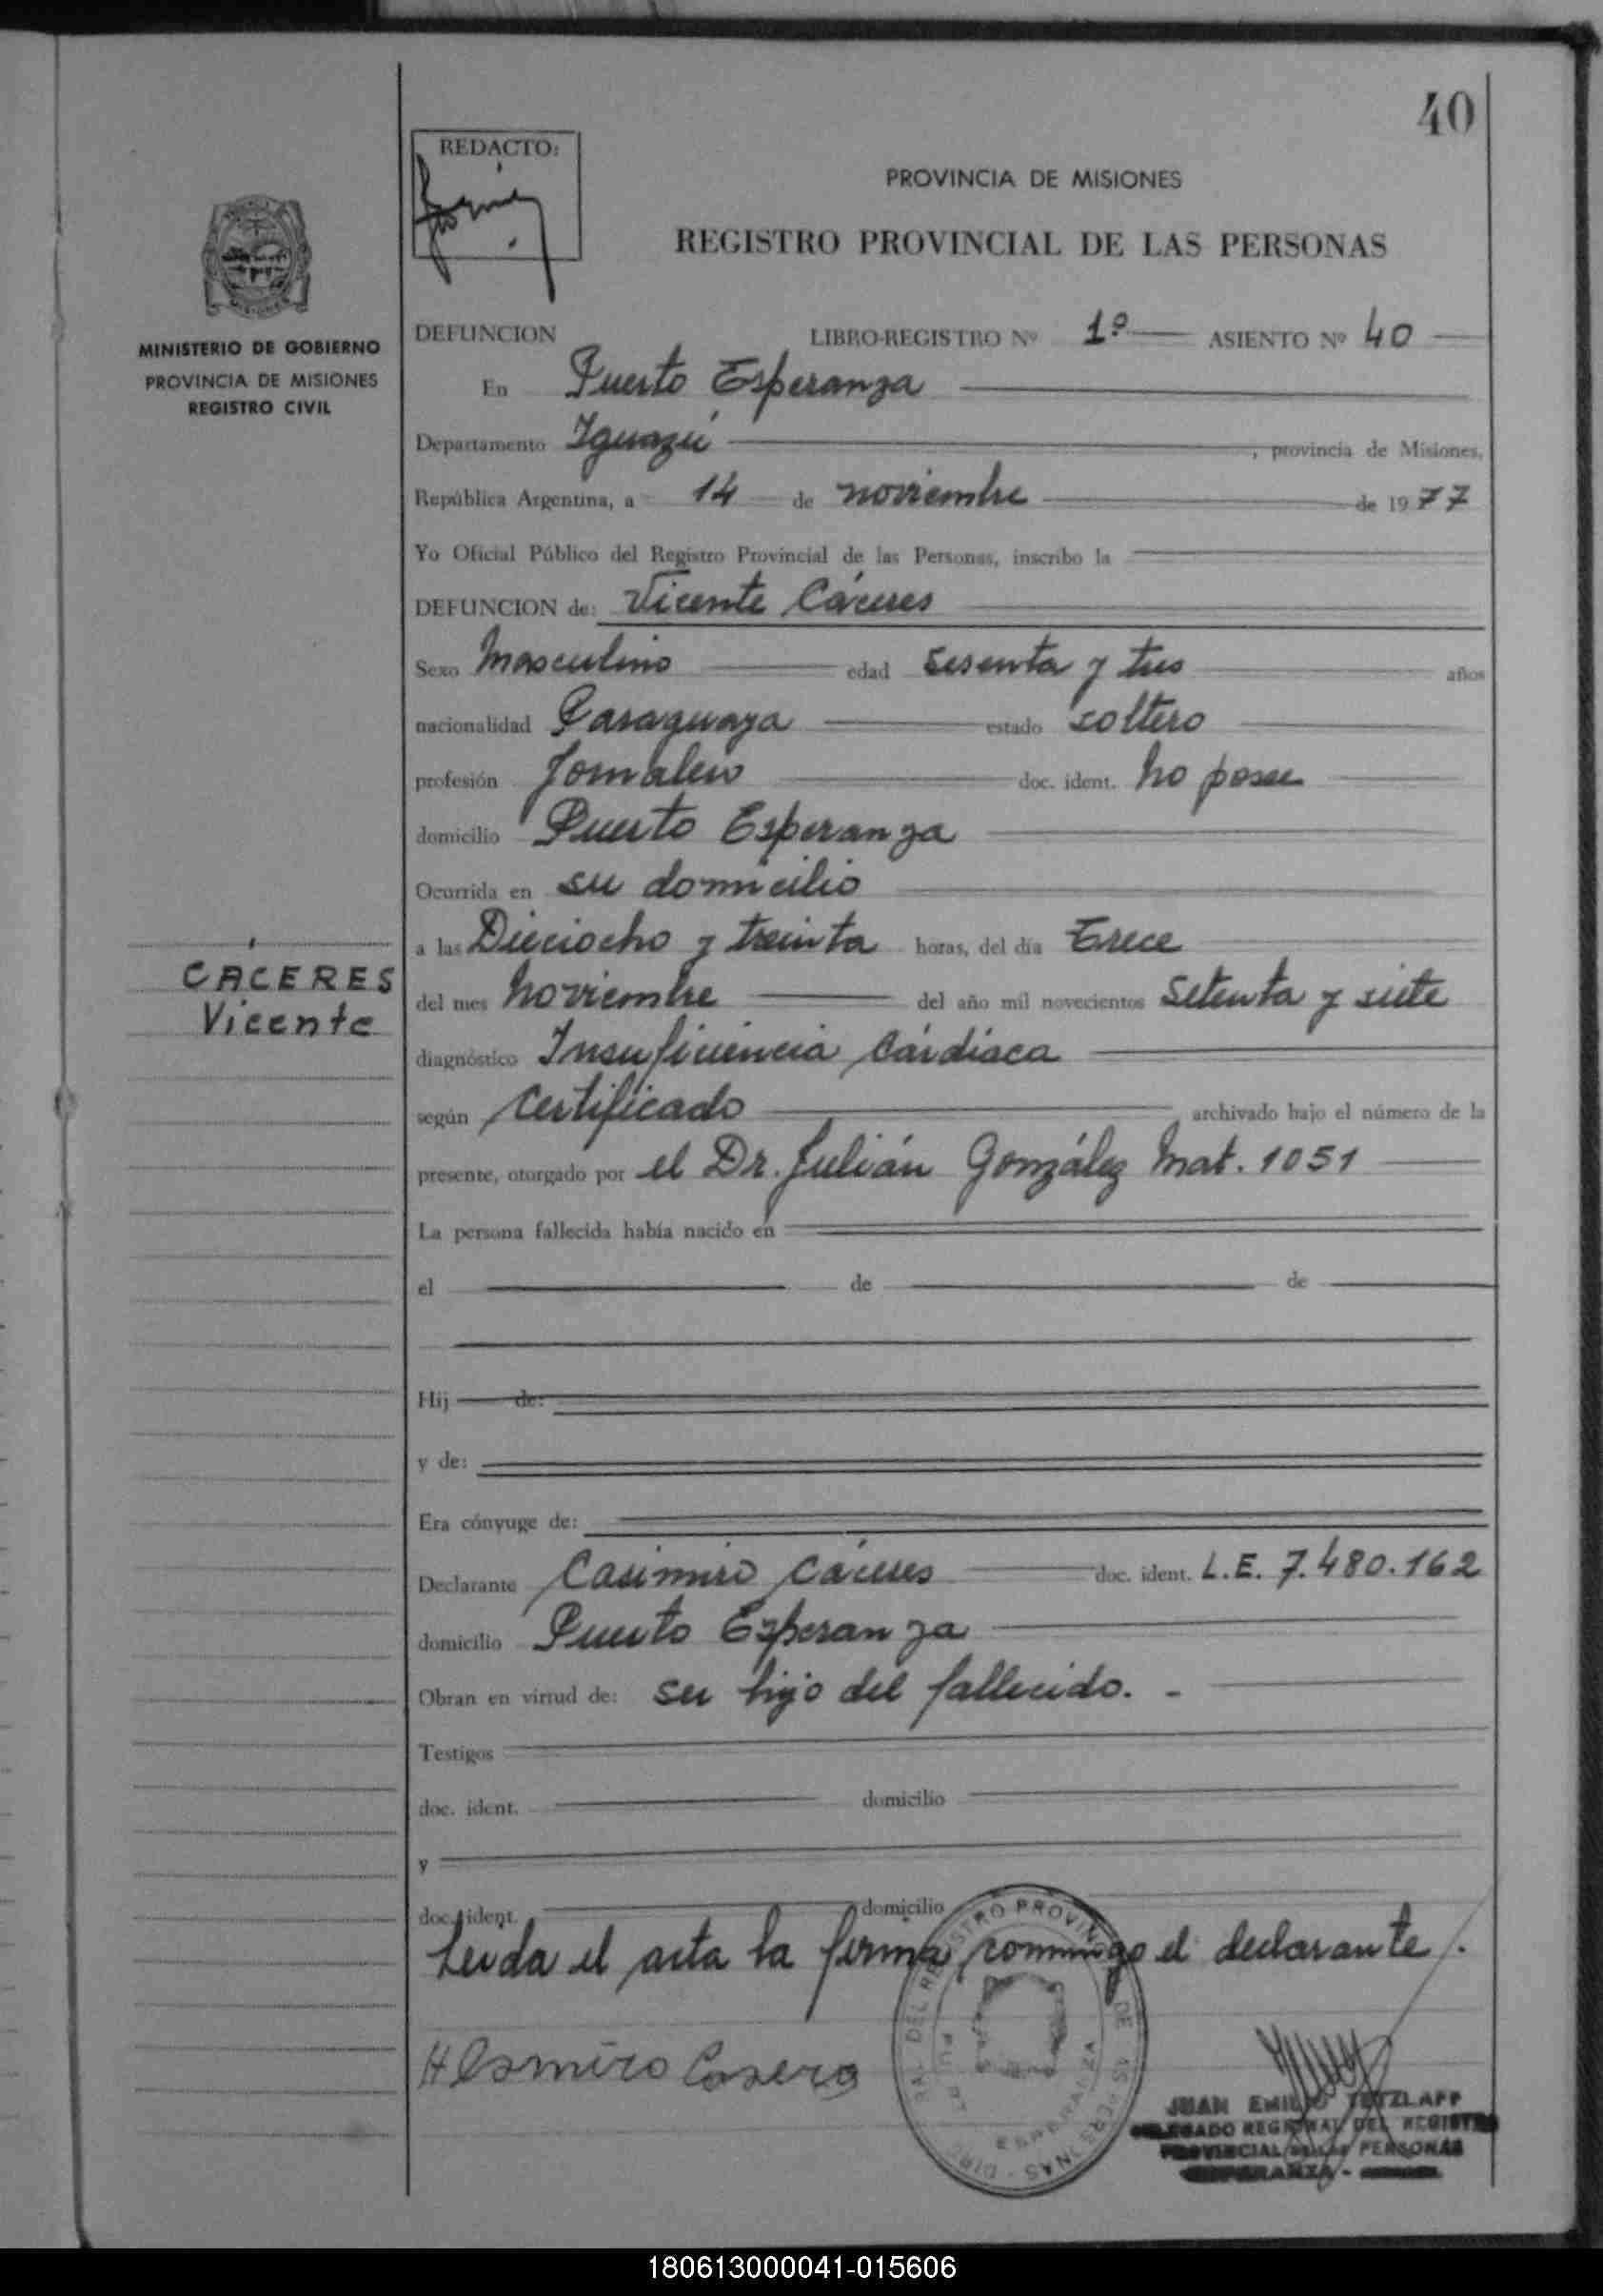 40
REDACTO:
PROVINCIA DE MISIONES
REGISTRO PROVINCIAL DE LAS PERSONAS
MINISTERIO DE GOBIERNO
PROVINCIA DE MISIONES
REGISTRO CIVIL
DEFUNCION LIBRO-REGISTRO Nº 1º ASIENTO Nº 40
En Puerto Esperanza
Departamento Iguazú , provincia de Misiones,
República Argentina, a 14 de noviembre de 1977
Yo Oficial Público del Registro Provincial de las Personas, inscribo la
DEFUNCION de: Vicente Cáceres
Sexo Masculino edad sesenta y tres años
nacionalidad Paraguaya estado soltero
profesión Jornalero doc. ident. no posee
domicilio Puerto Esperanza
Ocurrida en su domicilio
a las Dieciocho y treinta horas, del día Trece
CÁCERES
Vicente
del mes noviembre del año mil novecientos setenta y siete
diagnóstico Insuficiencia Cárdíaca
según Certificado archivado bajo el número de la
presente, otorgado por el Dr. Julián González Mat. 1051
La persona fallecida había nacido en
el de de
Hij de:
y de:
Era cónyuge de:
Declarante Casimiro Cáceres doc. ident. L.E. 7.480.162
domicilio Puerto Esperanza
Obran en virtud de: ser hijo del fallecido. -
Testigos
doc. ident. domicilio
y
doc. ident. domicilio
Leída el acta la firma conmigo el declarante.
JUAN EMILIO TETZLAFF
DELEGADO REGIONAL DEL REGISTRO
PROVINCIAL DE LAS PERSONAS
ESPERANZA -
180613000041-015606